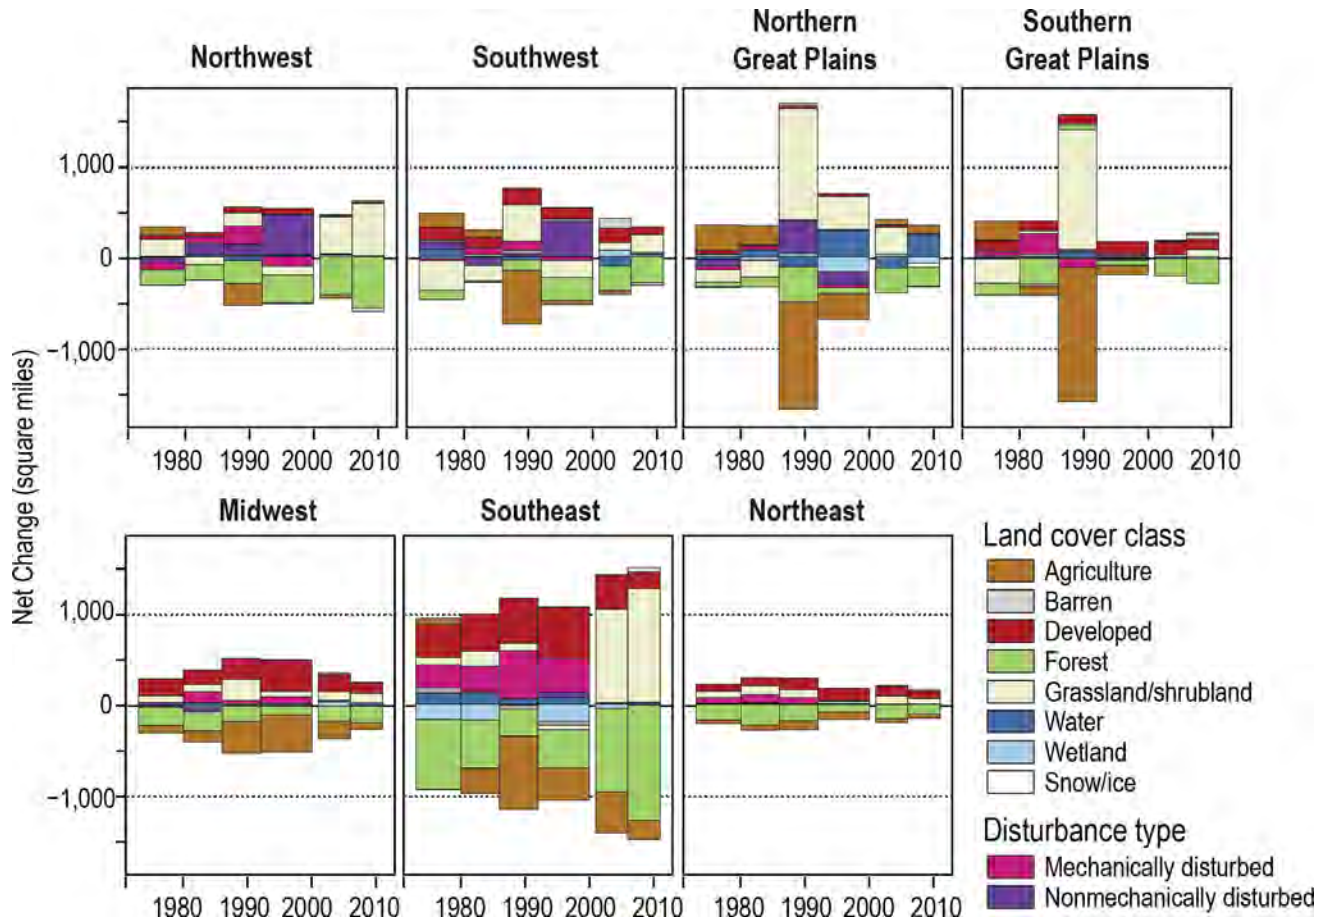 Northwest
Southwest
Northern
Great Plains
Southern
Great Plains
1,000
0
−1,000
1980 1990 2000 2010
1980 1990 2000 2010
1980 1990 2000 2010
1980 1990 2000 2010
Net Change (square miles)
Midwest
Southeast
Northeast
1,000
0
−1,000
1980 1990 2000 2010
1980 1990 2000 2010
1980 1990 2000 2010
Land cover class
Agriculture
Barren
Developed
Forest
Grassland/shrubland
Water
Wetland
Snow/ice
Disturbance type
Mechanically disturbed
Nonmechanically disturbed